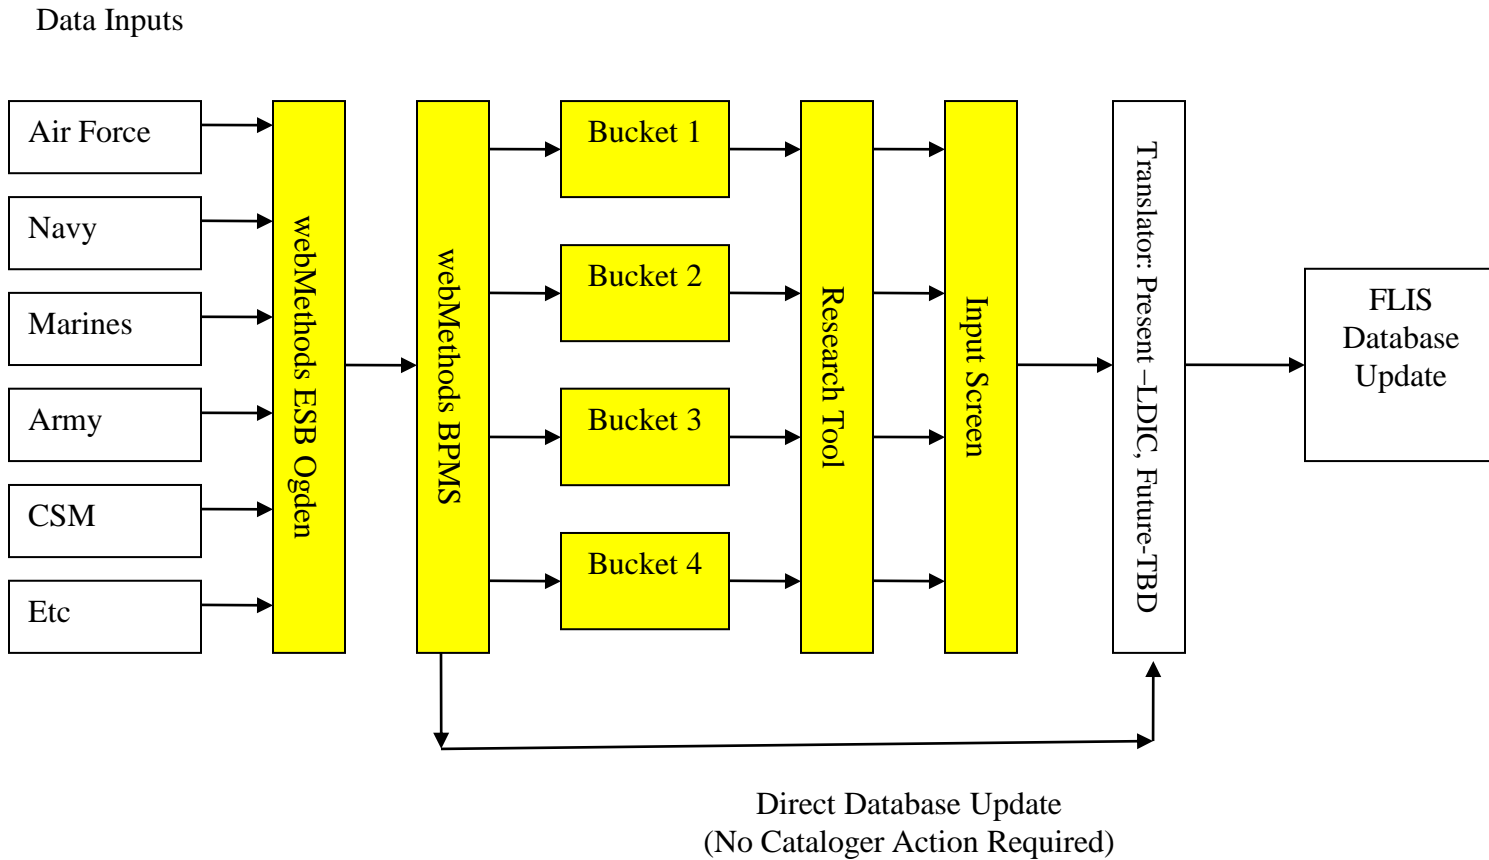 Data Inputs
Air Force
Navy
Marines
Army
CSM
Etc
webMethods ESB Ogden
webMethods BPMS
Bucket 1
Bucket 2
Bucket 3
Bucket 4
Research Tool
Input Screen
Translator: Present –LDIC, Future-TBD
FLIS
Database
Update
Direct Database Update
(No Cataloger Action Required)